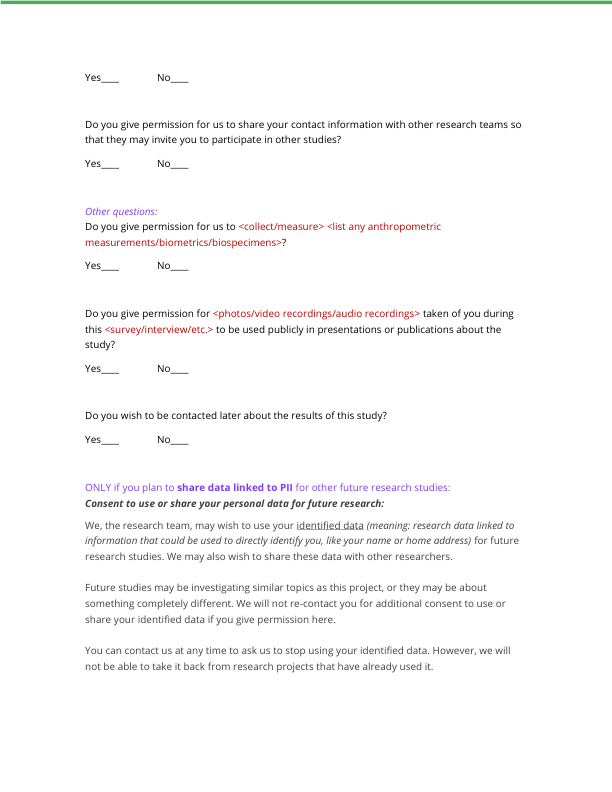 Yes____ No____
Do you give permission for us to share your contact information with other research teams so
that they may invite you to participate in other studies?
Yes____ No____
Other questions:
Do you give permission for us to <collect/measure> <list any anthropometric
measurements/biometrics/biospecimens>?
Yes____ No____
Do you give permission for <photos/video recordings/audio recordings> taken of you during
this <survey/interview/etc.> to be used publicly in presentations or publications about the
study?
Yes____ No____
Do you wish to be contacted later about the results of this study?
Yes____ No____
ONLY if you plan to share data linked to PII for other future research studies:
Consent to use or share your personal data for future research:
We, the research team, may wish to use your identified data (meaning: research data linked to
information that could be used to directly identify you, like your name or home address) for future
research studies. We may also wish to share these data with other researchers.
Future studies may be investigating similar topics as this project, or they may be about
something completely different. We will not re-contact you for additional consent to use or
share your identified data if you give permission here.
You can contact us at any time to ask us to stop using your identified data. However, we will
not be able to take it back from research projects that have already used it.